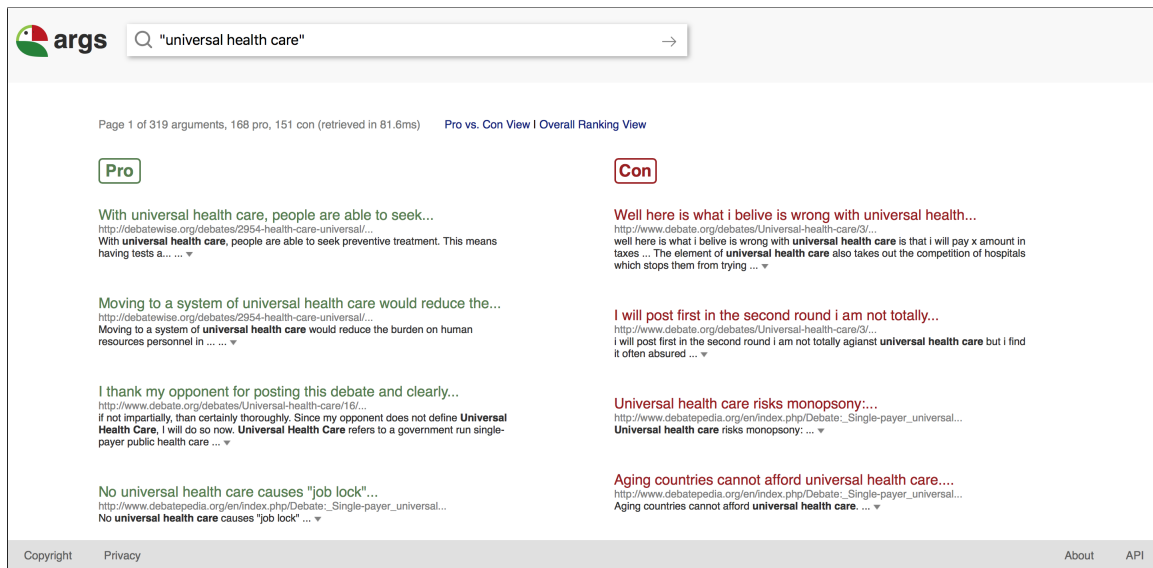 args
"universal health care"
Page 1 of 319 arguments, 168 pro, 151 con (retrieved in 81.6ms) Pro vs. Con View I Overall Ranking View
Pro
With universal health care, people are able to seek...
http://debatewise.org/debates/2954-health-care-universal/...
With universal health care, people are able to seek preventive treatment. This means
having tests a... ...
Moving to a system of universal health care would reduce the...
http://debatewise.org/debates/2954-health-care-universal/...
Moving to a system of universal health care would reduce the burden on human
resources personnel in ... ...
I thank my opponent for posting this debate and clearly...
http://www.debate.org/debates/Universal-health-care/16/...
if not impartially, than certainly thoroughly. Since my opponent does not define Universal
Health Care, I will do so now. Universal Health Care refers to a government run single-
payer public health care ...
No universal health care causes "job lock"...
http://www.debatepedia.org/en/index.php/Debate:_Single-payer_universal...
No universal health care causes "job lock" ...
Con
Well here is what i belive is wrong with universal health...
http://www.debate.org/debates/Universal-health-care/3/...
well here is what i belive is wrong with universal health care is that i will pay x amount in
taxes ... The element of universal health care also takes out the competition of hospitals
which stops them from trying ...
I will post first in the second round i am not totally...
http://www.debate.org/debates/Universal-health-care/3/...
i will post first in the second round i am not totally agianst universal health care but i find
it often absured ...
Universal health care risks monopsony:...
http://www.debatepedia.org/en/index.php/Debate:_Single-payer_universal...
Universal health care risks monopsony: ...
Aging countries cannot afford universal health care....
http://www.debatepedia.org/en/index.php/Debate:_Single-payer_universal...
Aging countries cannot afford universal health care. ...
Copyright Privacy About API